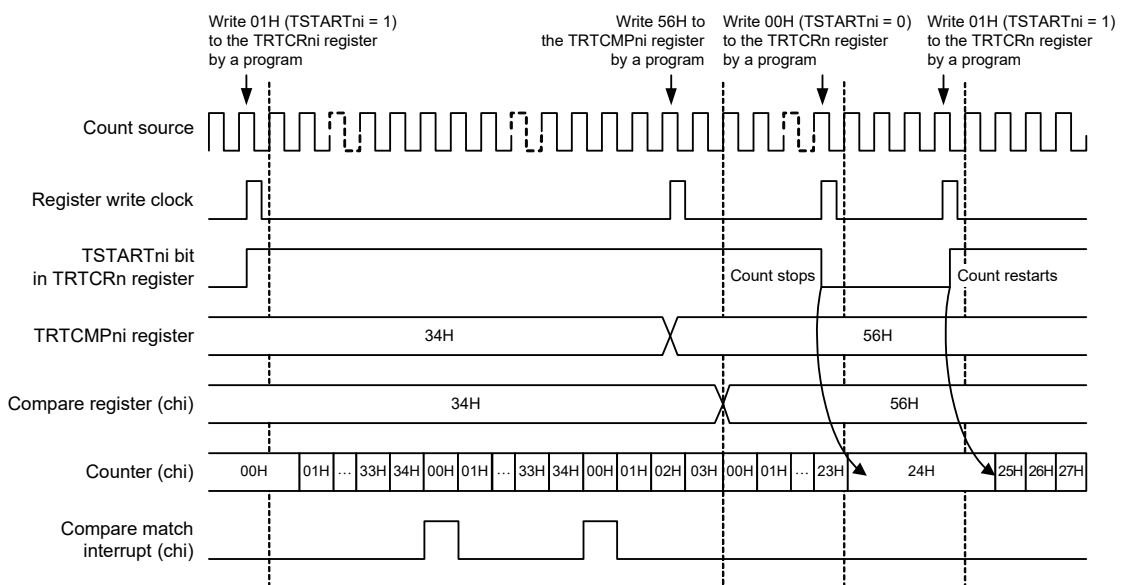 Write 01H (TSTARTni = 1)
to the TRTCRni register
by a program
Write 56H to
the TRTCMPni register
by a program
Write 00H (TSTARTni = 0)
to the TRTCRn register
by a program
Write 01H (TSTARTni = 1)
to the TRTCRn register
by a program
Count source
Register write clock
TSTARTni bit
in TRTCRn register
Count stops
Count restarts
TRTCMPni register
34H
56H
Compare register (chi)
34H
56H
Counter (chi)
00H 01H ... 33H 34H 00H 01H ... 33H 34H 00H 01H 02H 03H 00H 01H ... 23H 24H 25H 26H 27H
Compare match
interrupt (chi)